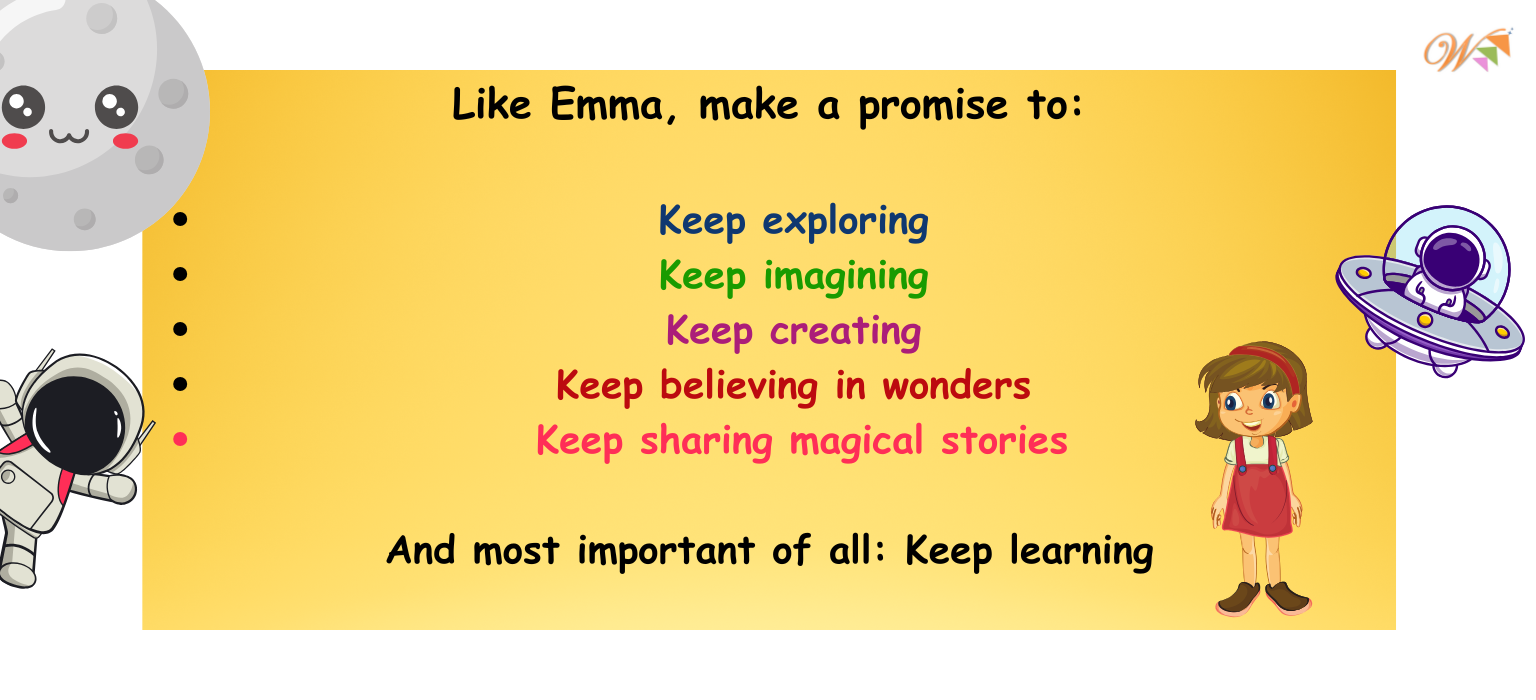 W
Like Emma, make a promise to:
• Keep exploring
• Keep imagining
• Keep creating
• Keep believing in wonders
• Keep sharing magical stories
And most important of all: Keep learning